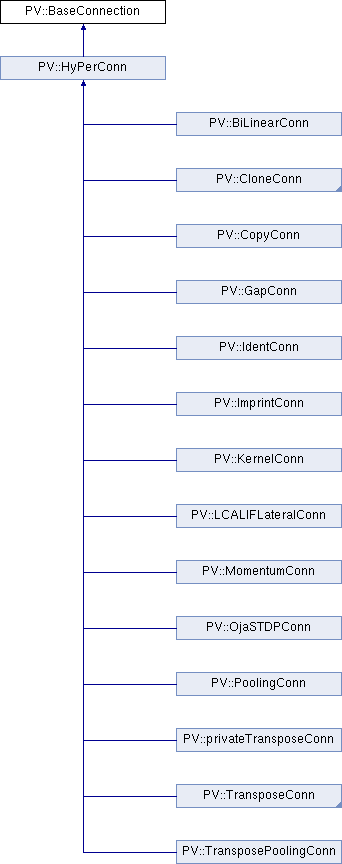 PV::BaseConnection
PV::HyPerConn
PV::BiLinearConn
PV::CloneConn
PV::CopyConn
PV::GapConn
PV::IdentConn
PV::ImprintConn
PV::KernelConn
PV::LCALIFLateralConn
PV::MomentumConn
PV::OjaSTDPConn
PV::PoolingConn
PV::privateTransposeConn
PV::TransposeConn
PV::TransposePoolingConn